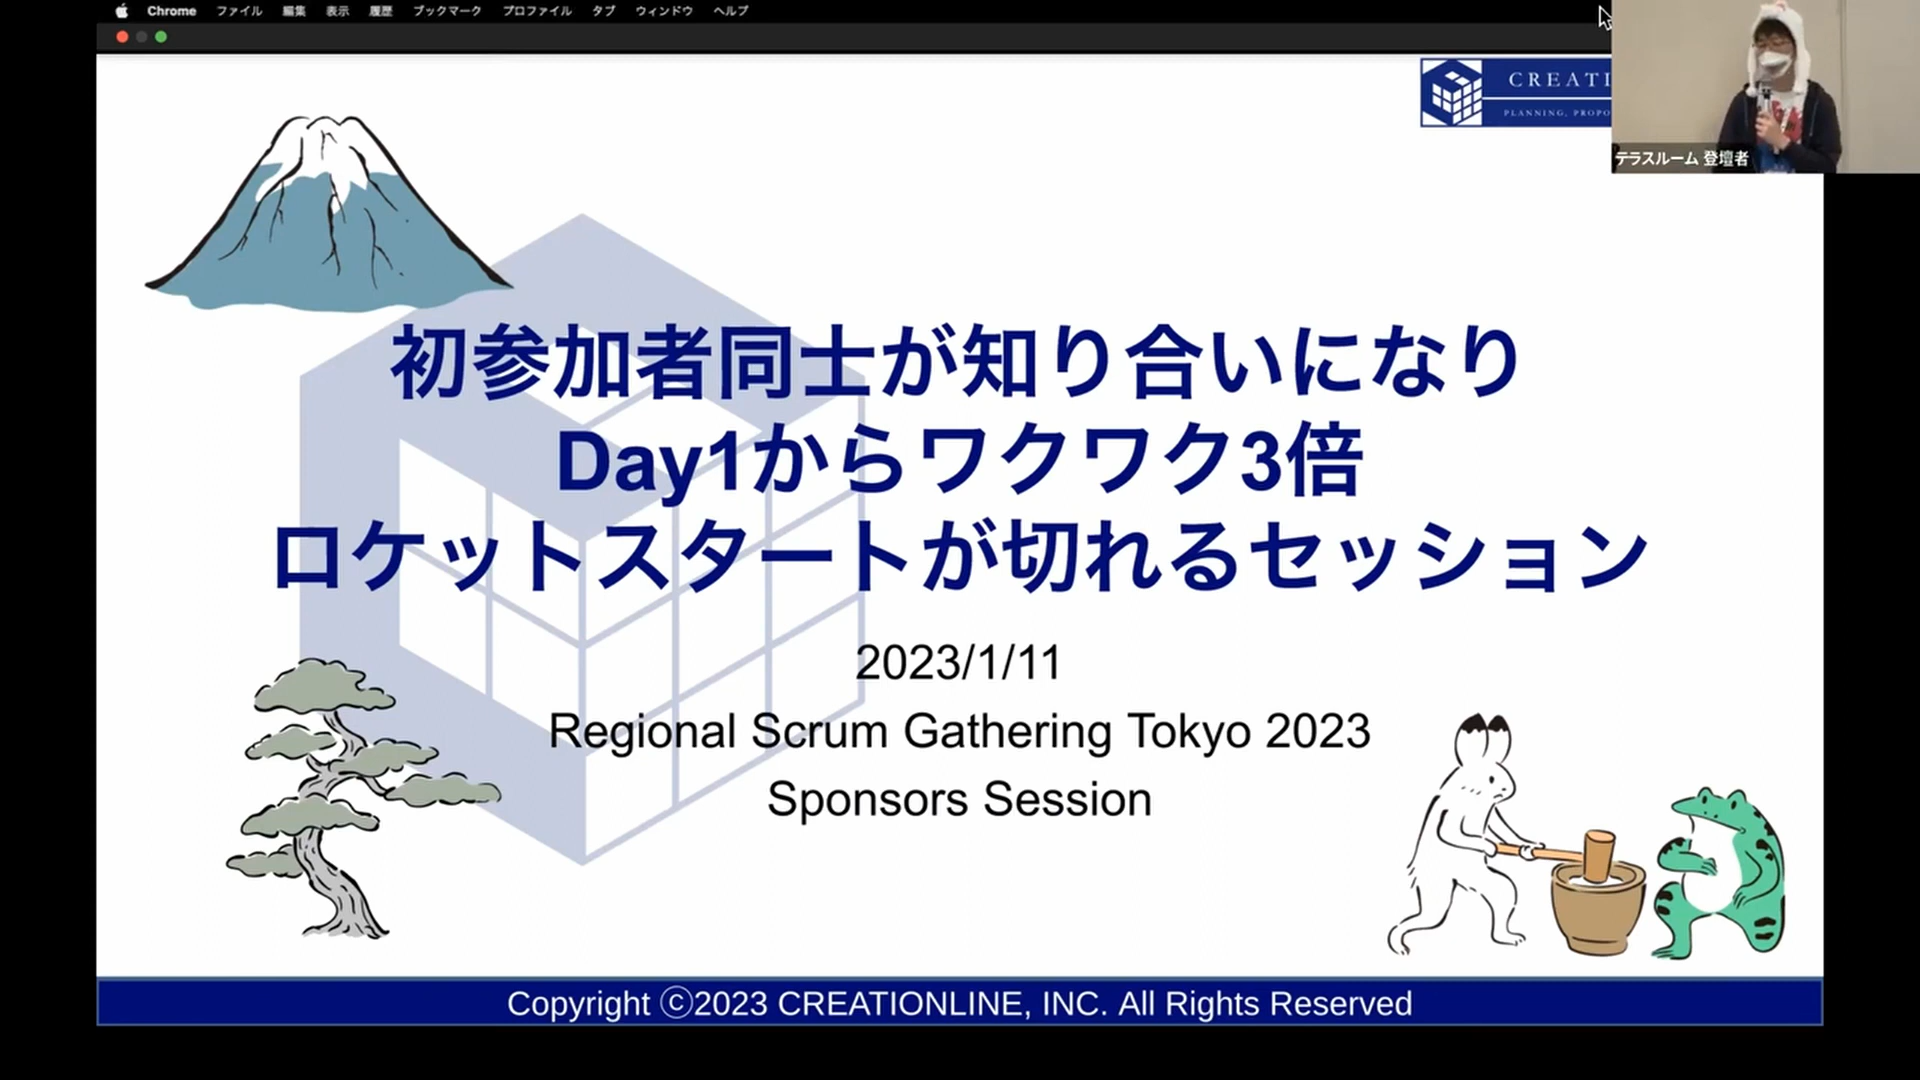 Chrome ファイル 編集 表示 履歴 ブックマーク プロファイル タブ ウィンドウ ヘルプ
CREATI
PLANNING, PROPO
テラスルーム 登壇者
初参加者同士が知り合いになり
Day1からワクワク3倍
ロケットスタートが切れるセッション
2023/1/11
Regional Scrum Gathering Tokyo 2023
Sponsors Session
Copyright ©2023 CREATIONLINE, INC. All Rights Reserved